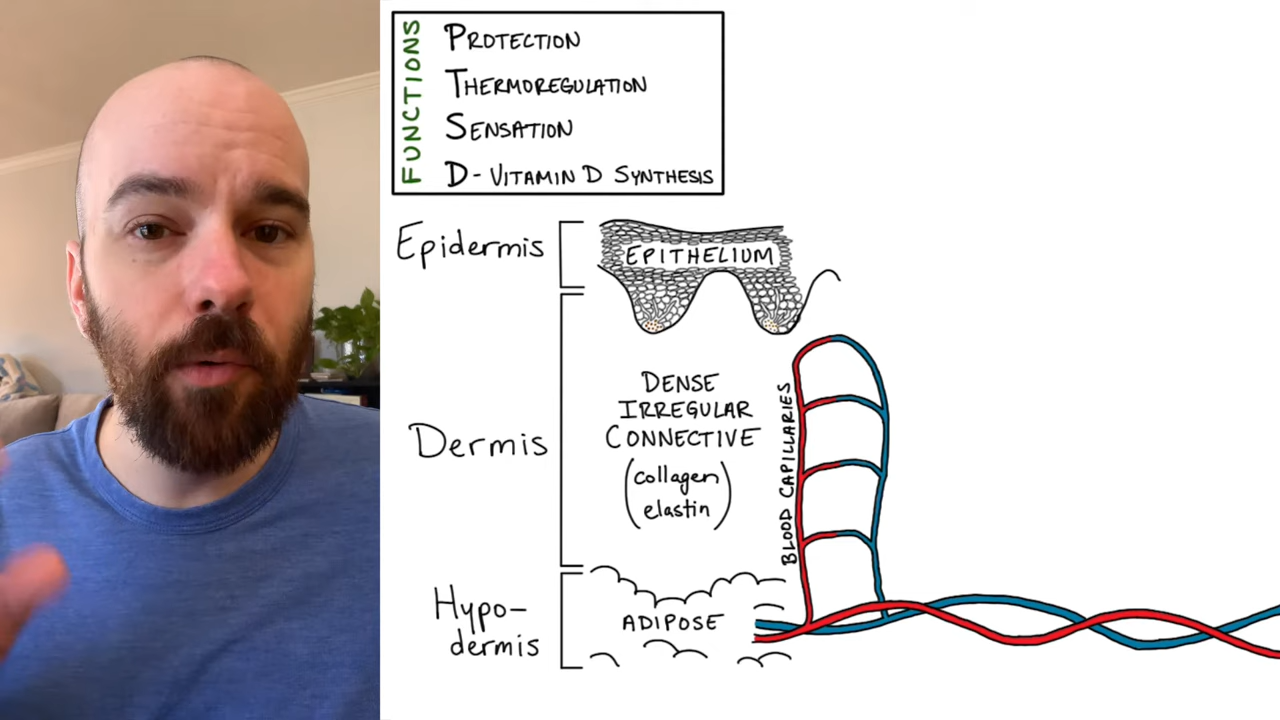 FUNCTIONS
PROTECTION
THERMOREGULATION
SENSATION
D - VITAMIN D SYNTHESIS
Epidermis
EPITHELIUM
Dermis
DENSE
IRREGULAR
CONNECTIVE
(collagen
elastin)
BLOOD CAPILLARIES
Hypo-
dermis
ADIPOSE